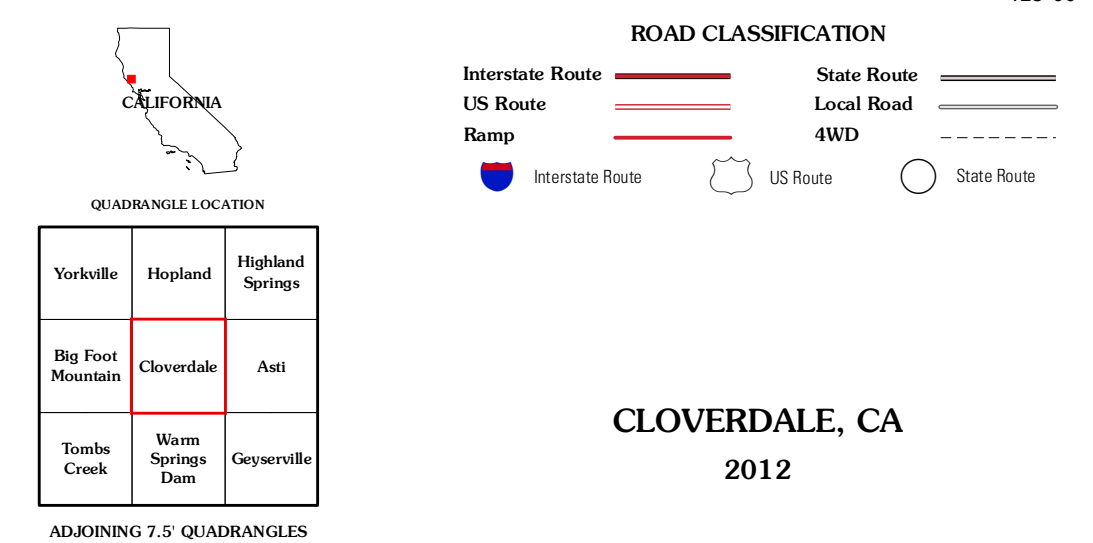 CALIFORNIA
QUADRANGLE LOCATION
Yorkville
Hopland
Highland
Springs
Big Foot
Mountain
Cloverdale
Asti
Tombs
Creek
Warm
Springs
Dam
Geyserville
ADJOINING 7.5' QUADRANGLES
ROAD CLASSIFICATION
Interstate Route
State Route
US Route
Local Road
Ramp
4WD
Interstate Route
US Route
State Route
CLOVERDALE, CA
2012